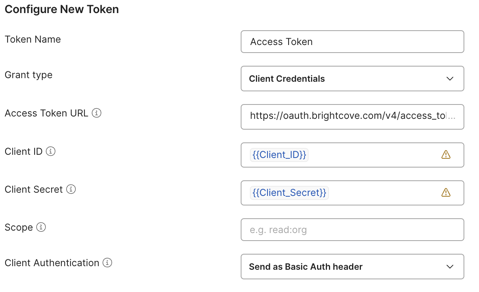 Configure New Token
Token Name
Access Token
Grant type
Client Credentials
Access Token URL
https://oauth.brightcove.com/v4/access_to...
Client ID
{{Client_ID}}
Client Secret
{{Client_Secret}}
Scope
e.g. read:org
Client Authentication
Send as Basic Auth header